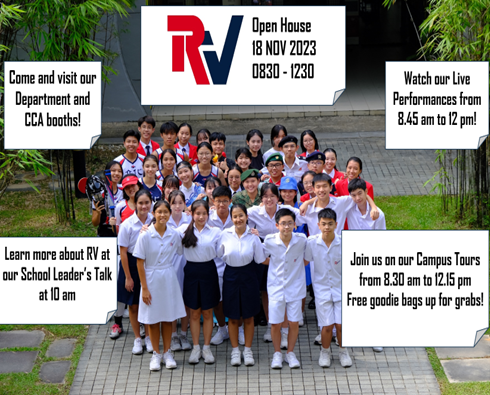 RV
Open House
18 NOV 2023
0830 - 1230
Come and visit our
Department and
CCA booths!
Watch our Live
Performances from
8.45 am to 12 pm!
Learn more about RV at
our School Leader's Talk
at 10 am
Join us on our Campus Tours
from 8.30 am to 12.15 pm
Free goodie bags up for grabs!